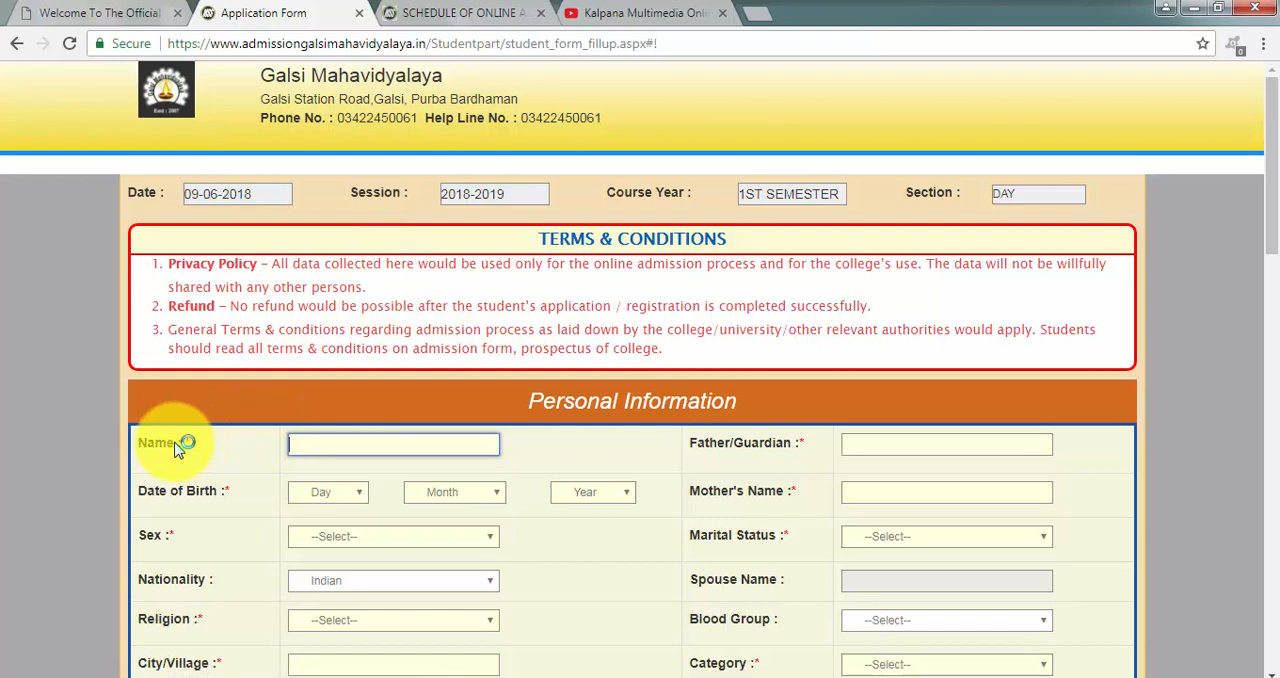 Welcome To The Official
Application Form
SCHEDULE OF ONLINE A
Kalpana Multimedia Onli
Secure
https://www.admissiongalsimahavidyalaya.in/Studentpart/student_form_fillup.aspx#!
0
Galsi Mahavidyalaya
Galsi Station Road,Galsi, Purba Bardhaman
Phone No. : 03422450061 Help Line No. : 03422450061
Date : 09-06-2018 Session : 2018-2019 Course Year : 1ST SEMESTER Section : DAY
TERMS & CONDITIONS
1. Privacy Policy – All data collected here would be used only for the online admission process and for the college's use. The data will not be willfully
shared with any other persons.
2. Refund – No refund would be possible after the student's application / registration is completed successfully.
3. General Terms & conditions regarding admission process as laid down by the college/university/other relevant authorities would apply. Students
should read all terms & conditions on admission form, prospectus of college.
Personal Information
Name Father/Guardian :*
Date of Birth :* Day Month Year Mother's Name :*
Sex :* --Select-- Marital Status :* --Select--
Nationality : Indian Spouse Name :
Religion :* --Select-- Blood Group : --Select--
City/Village :* Category :* --Select--